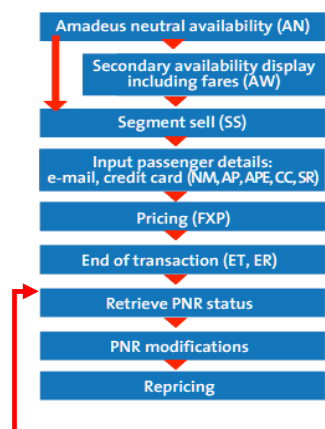 Amadeus neutral availability (AN)
Secondary availability display
including fares (AW)
Segment sell (SS)
Input passenger details:
e-mail, credit card (NM, AP, APE, CC, SR)
Pricing (FXP)
End of transaction (ET, ER)
Retrieve PNR status
PNR modifications
Repricing